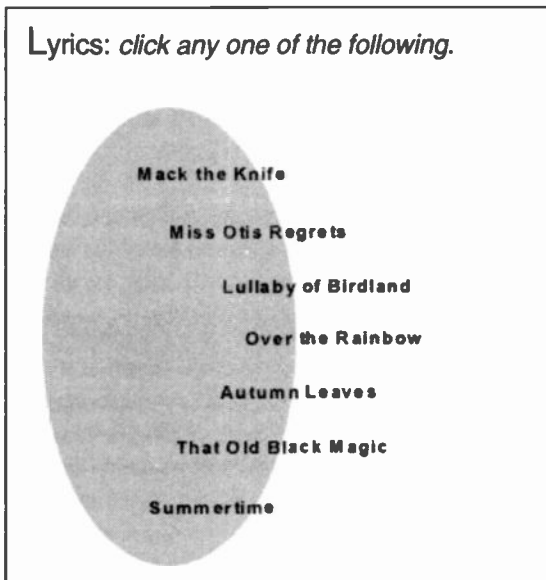 Lyrics: click any one of the following.
Mack the Knife
Miss Otis Regrets
Lullaby of Birdland
Over the Rainbow
Autumn Leaves
That Old Black Magic
Summertime